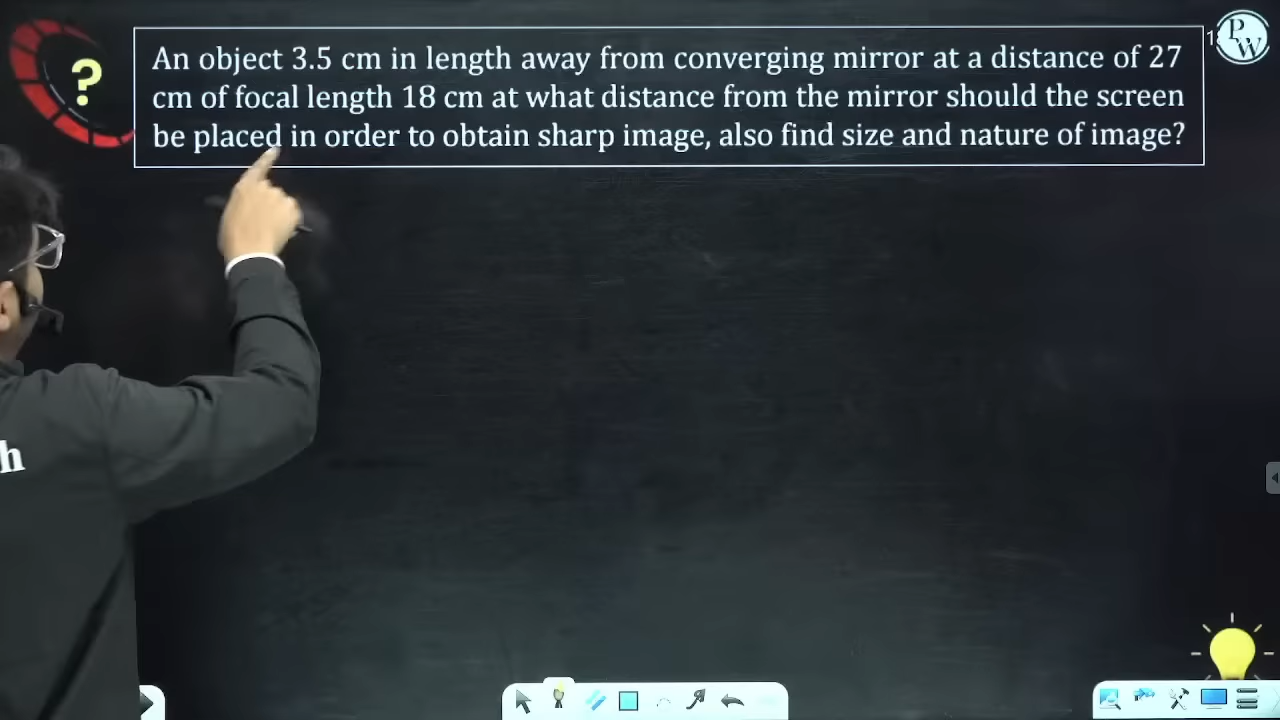 ?
An object 3.5 cm in length away from converging mirror at a distance of 27
cm of focal length 18 cm at what distance from the mirror should the screen
be placed in order to obtain sharp image, also find size and nature of image?
PW
h